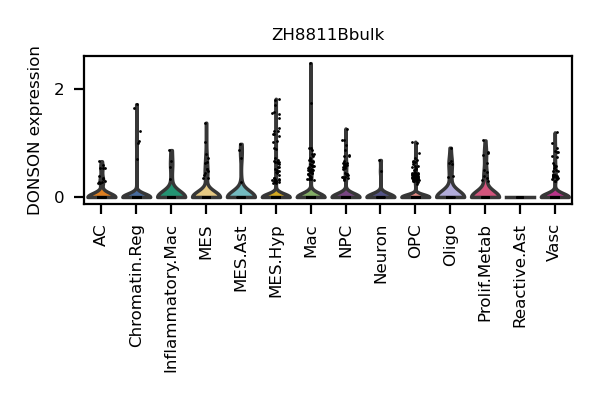 ZH8811Bbulk
DONSON expression
2
0
AC
Chromatin.Reg
Inflammatory.Mac
MES
MES.Ast
MES.Hyp
Mac
NPC
Neuron
OPC
Oligo
Prolif.Metab
Reactive.Ast
Vasc